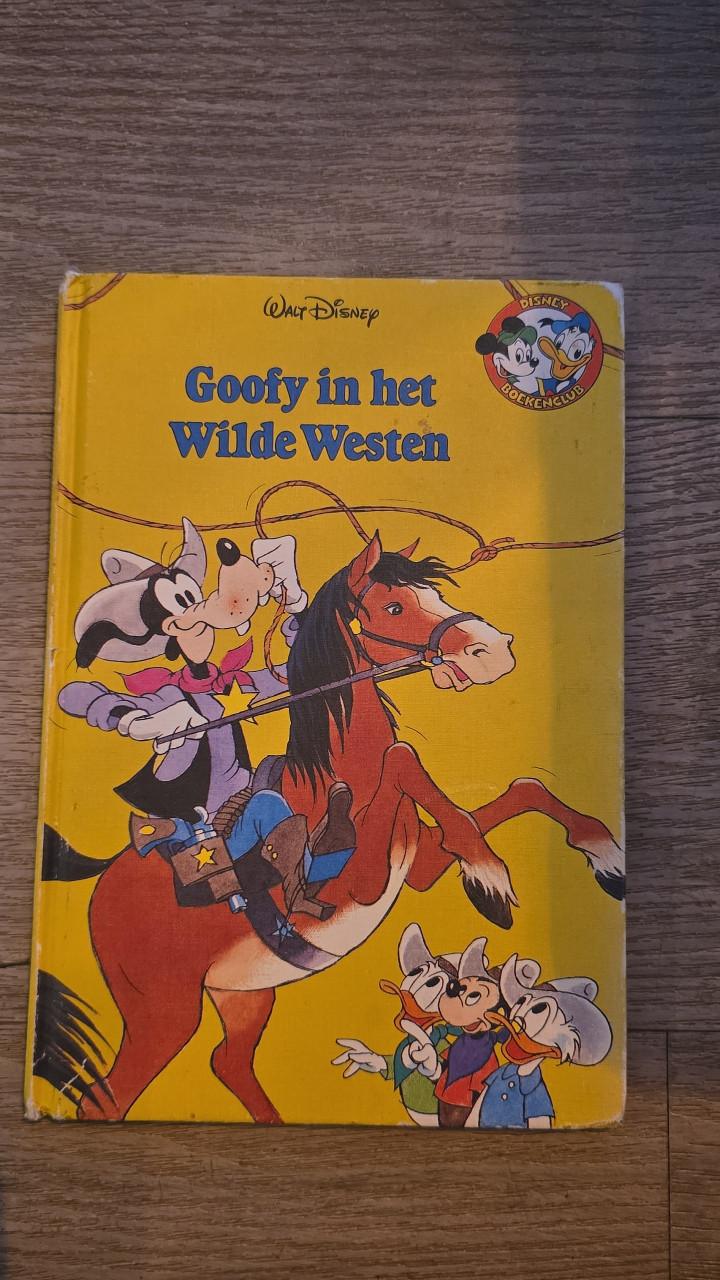 Walt Disney
DISNEY
BOEKENCLUB
Goofy in het
Wilde Westen